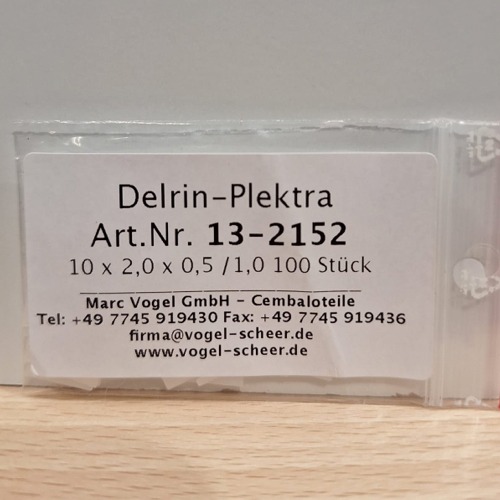 Delrin-Plektra
Art.Nr. 13-2152
10 x 2,0 x 0,5 /1,0 100 Stück
Marc Vogel GmbH - Cembaloteile
Tel: +49 7745 919430 Fax: +49 7745 919436
firma@vogel-scheer.de
www.vogel-scheer.de